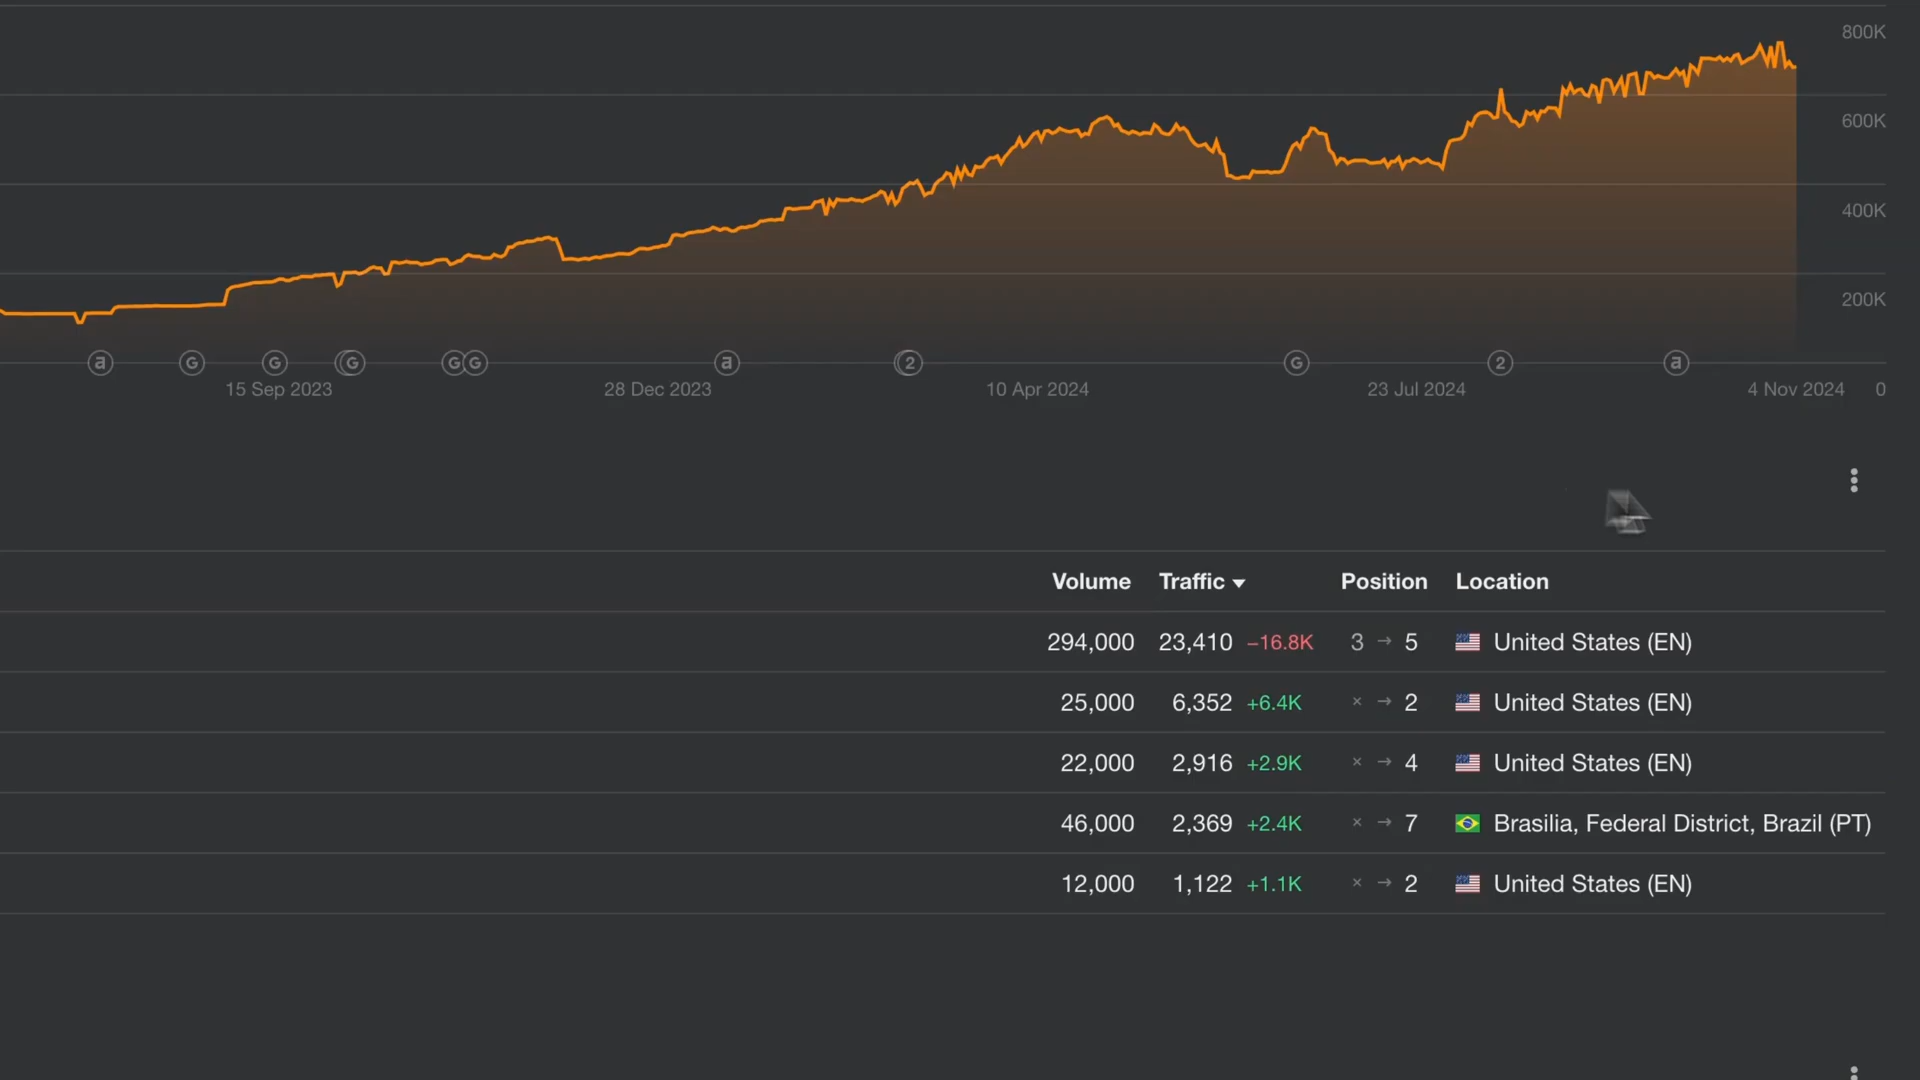 800K
600K
400K
200K
a G G G G G a 2 G 2 a
15 Sep 2023 28 Dec 2023 10 Apr 2024 23 Jul 2024 4 Nov 2024 0
Volume Traffic Position Location
294,000 23,410 –16.8K 3 → 5 United States (EN)
25,000 6,352 +6.4K × → 2 United States (EN)
22,000 2,916 +2.9K × → 4 United States (EN)
46,000 2,369 +2.4K × → 7 Brasilia, Federal District, Brazil (PT)
12,000 1,122 +1.1K × → 2 United States (EN)